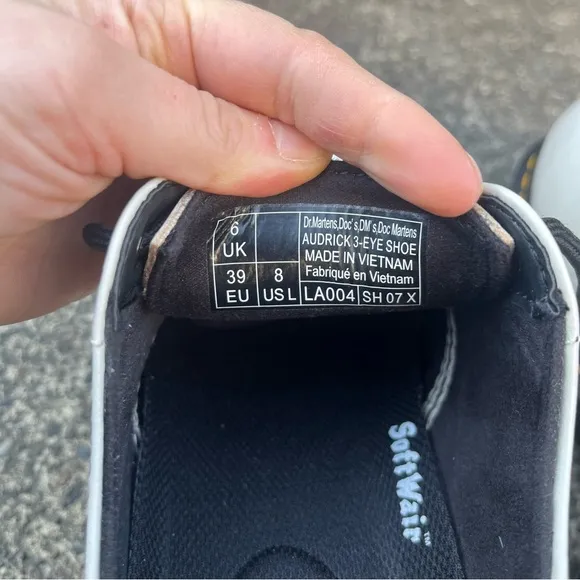 6
UK
39
EU
8
US L
Dr.Martens,Doc's,DM's,Doc Martens
AUDRICK 3-EYE SHOE
MADE IN VIETNAM
Fabriqué en Vietnam
LA004
SH 07 X
SoftWair™